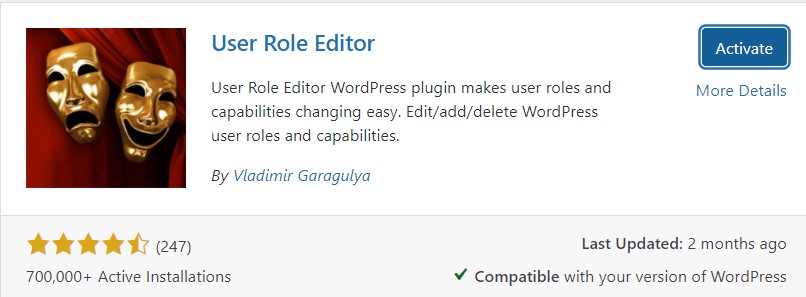 User Role Editor
Activate
User Role Editor WordPress plugin makes user roles and
More Details
capabilities changing easy. Edit/add/delete WordPress
user roles and capabilities.
By Vladimir Garagulya
(247)
Last Updated: 2 months ago
700,000+ Active Installations
Compatible with your version of WordPress